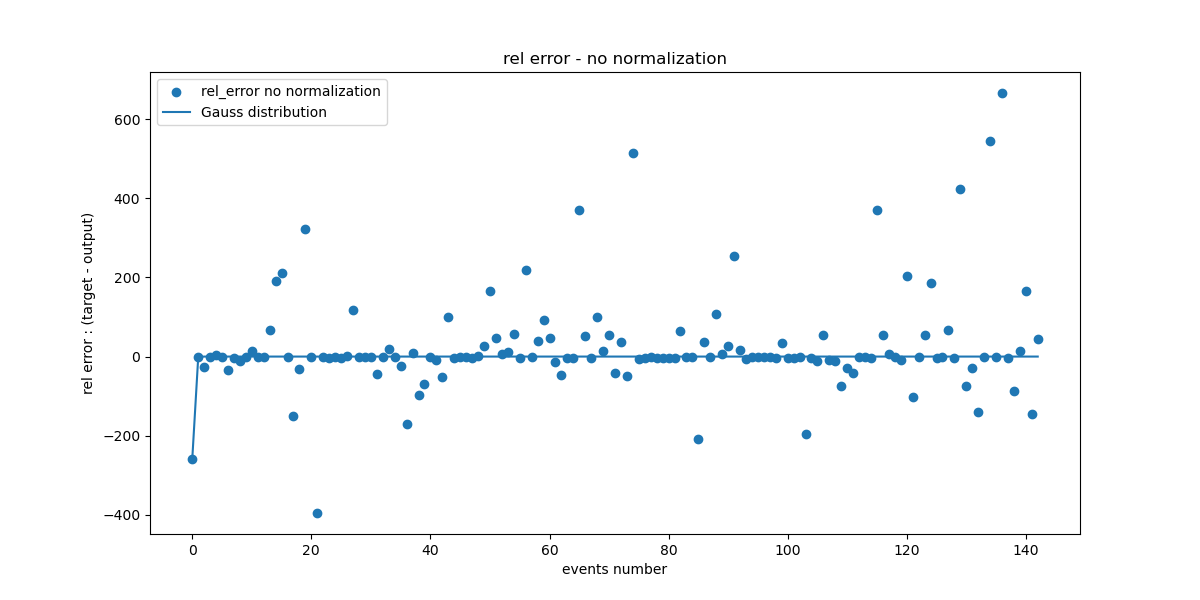 rel error - no normalization
rel_error no normalization
Gauss distribution
rel error : (target - output)
600
400
200
0
−200
−400
0
20
40
60
80
100
120
140
events number